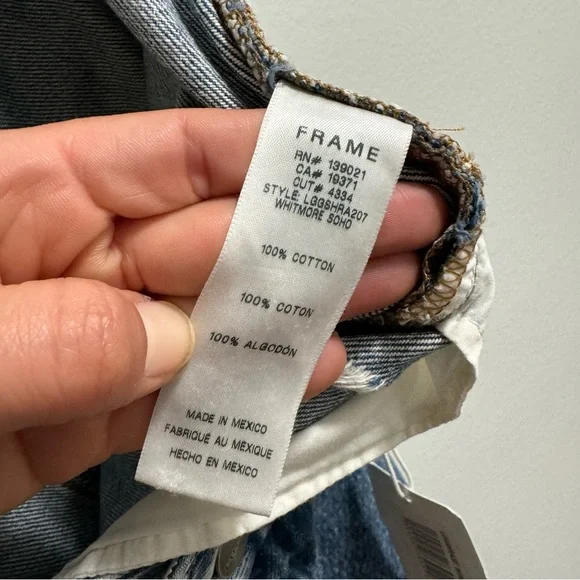 FRAME
RN# 139021
CA# 19371
CUT# 4334
STYLE: LGGSHRA207
WHITMORE SOHO
100% COTTON
100% COTON
100% ALGODÓN
MADE IN MEXICO
FABRIQUÉ AU MÉXIQUE
HECHO EN MEXICO